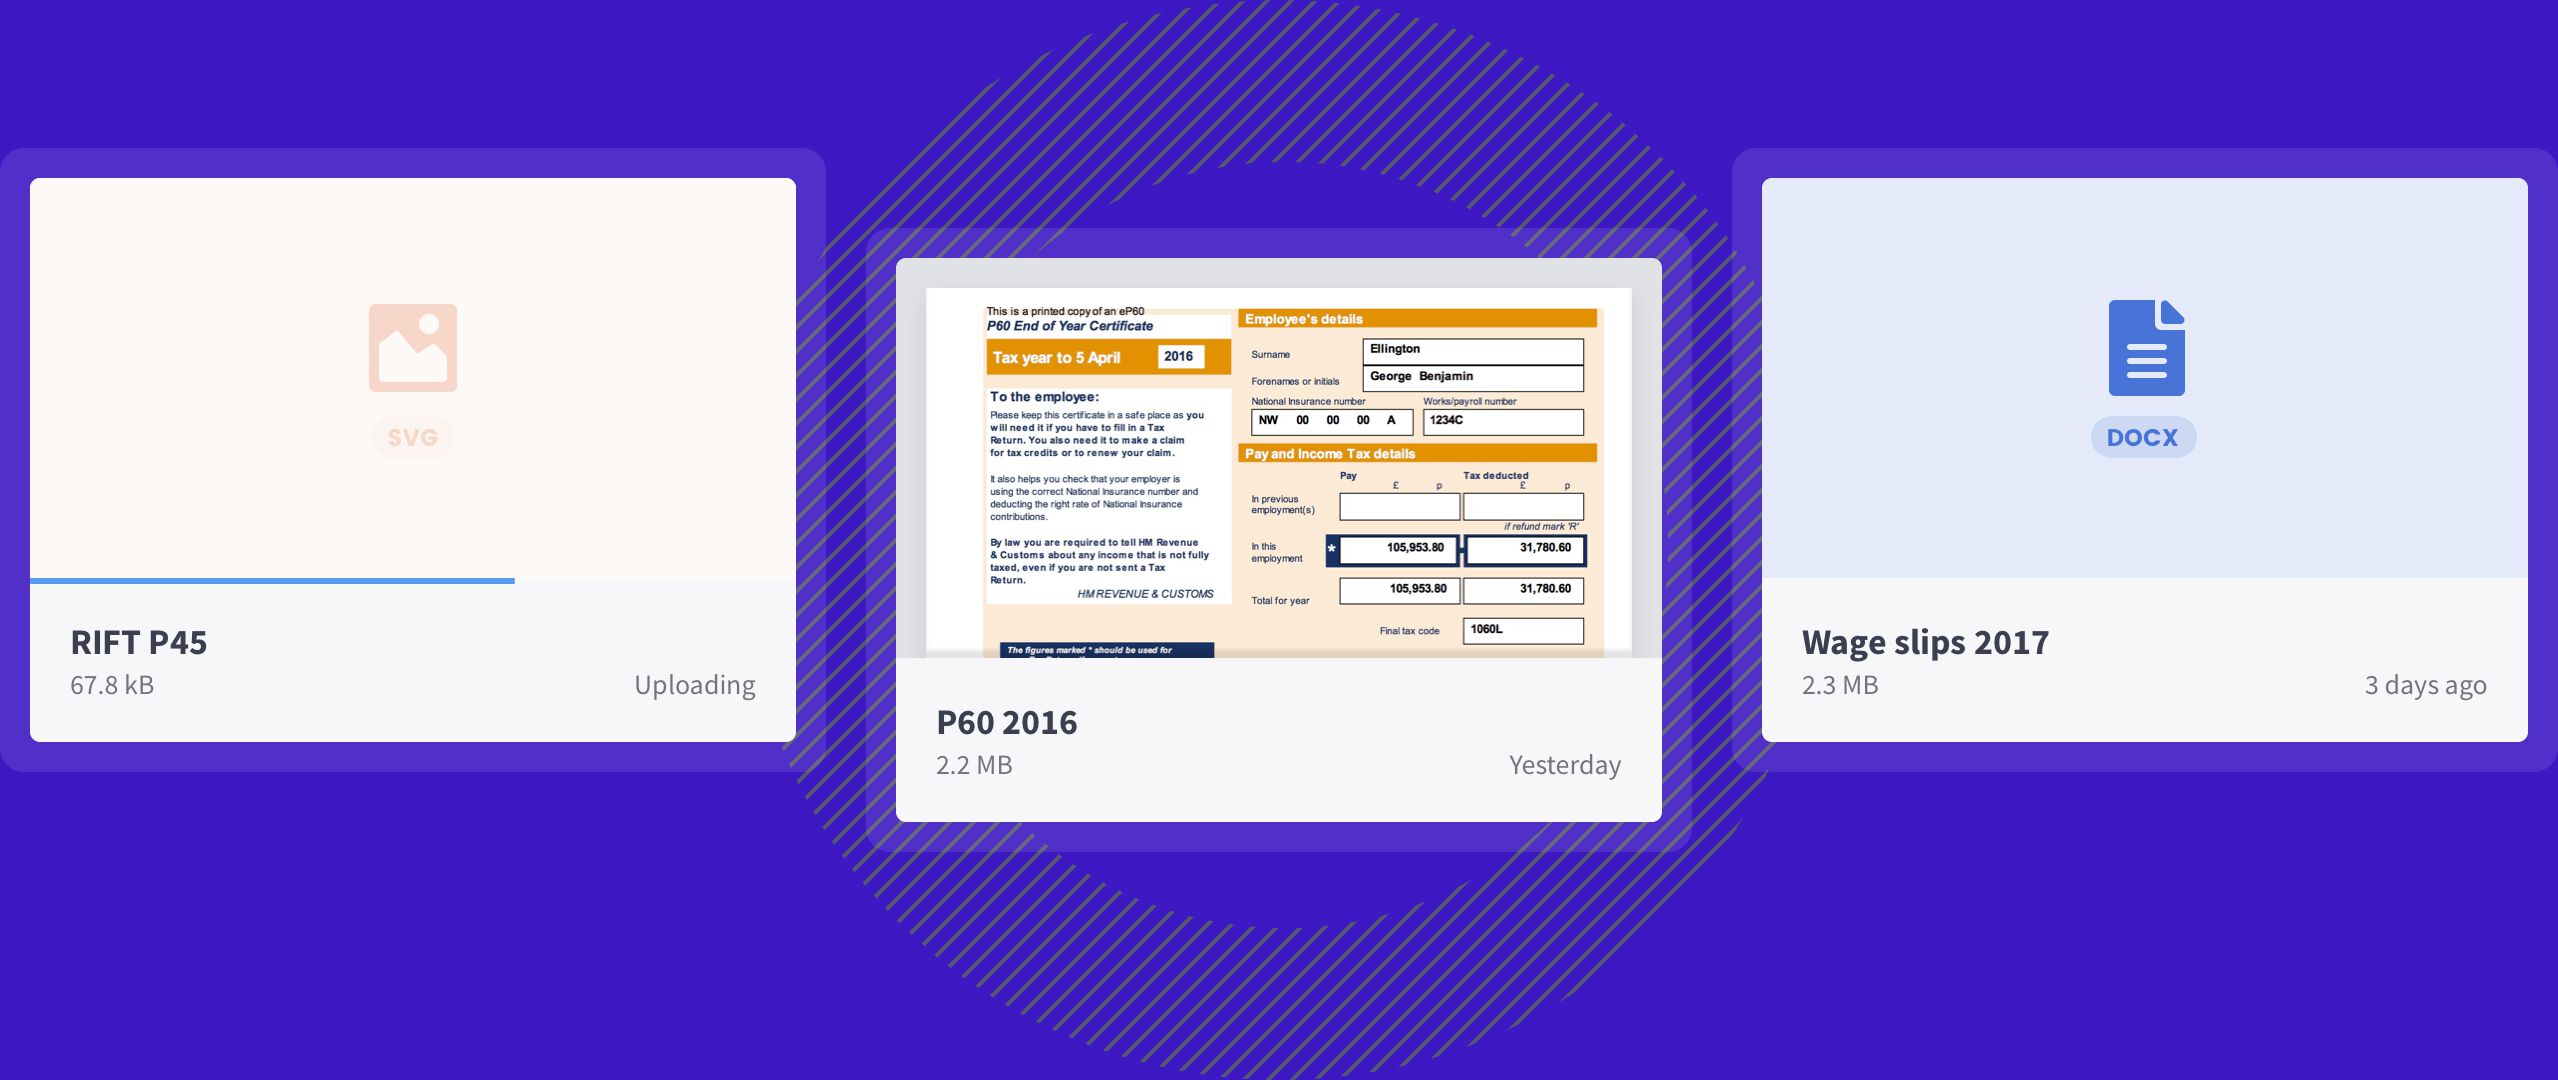 SVG
RIFT P45
67.8 kB
Uploading
This is a printed copy of an eP60
P60 End of Year Certificate
Tax year to 5 April 2016
To the employee:
Please keep this certificate in a safe place as you
will need it if you have to fill in a Tax
Return. You also need it to make a claim
for tax credits or to renew your claim.
It also helps you check that your employer is
using the correct National Insurance number and
deducting the right rate of National Insurance
contributions.
By law you are required to tell HM Revenue
& Customs about any income that is not fully
taxed, even if you are not sent a Tax
Return.
HM REVENUE & CUSTOMS
The figures marked * should be used for
Employee's details
Surname Ellington
Forenames or initials George Benjamin
National Insurance number Works/payroll number
NW 00 00 00 A 1234C
Pay and Income Tax details
Pay Tax deducted
£ p £ p
In previous
employment(s)
if refund mark 'R'
In this
employment * 105,953.80 31,780.60
Total for year 105,953.80 31,780.60
Final tax code 1060L
P60 2016
2.2 MB
Yesterday
DOCX
Wage slips 2017
2.3 MB
3 days ago